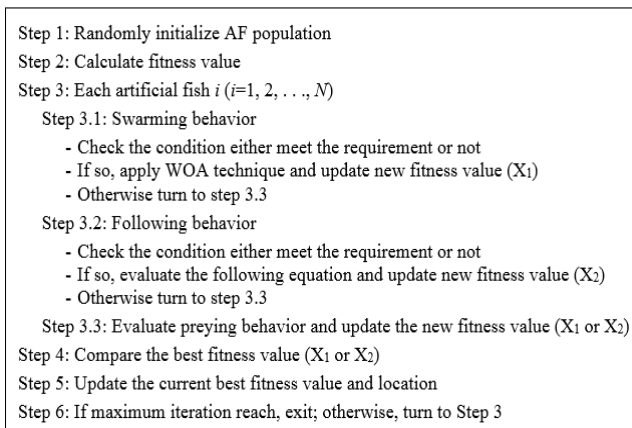 Step 1: Randomly initialize AF population
Step 2: Calculate fitness value
Step 3: Each artificial fish i (i=1, 2, . . ., N)
Step 3.1: Swarming behavior
- Check the condition either meet the requirement or not
- If so, apply WOA technique and update new fitness value (X₁)
- Otherwise turn to step 3.3
Step 3.2: Following behavior
- Check the condition either meet the requirement or not
- If so, evaluate the following equation and update new fitness value (X₂)
- Otherwise turn to step 3.3
Step 3.3: Evaluate preying behavior and update the new fitness value (X₁ or X₂)
Step 4: Compare the best fitness value (X₁ or X₂)
Step 5: Update the current best fitness value and location
Step 6: If maximum iteration reach, exit; otherwise, turn to Step 3